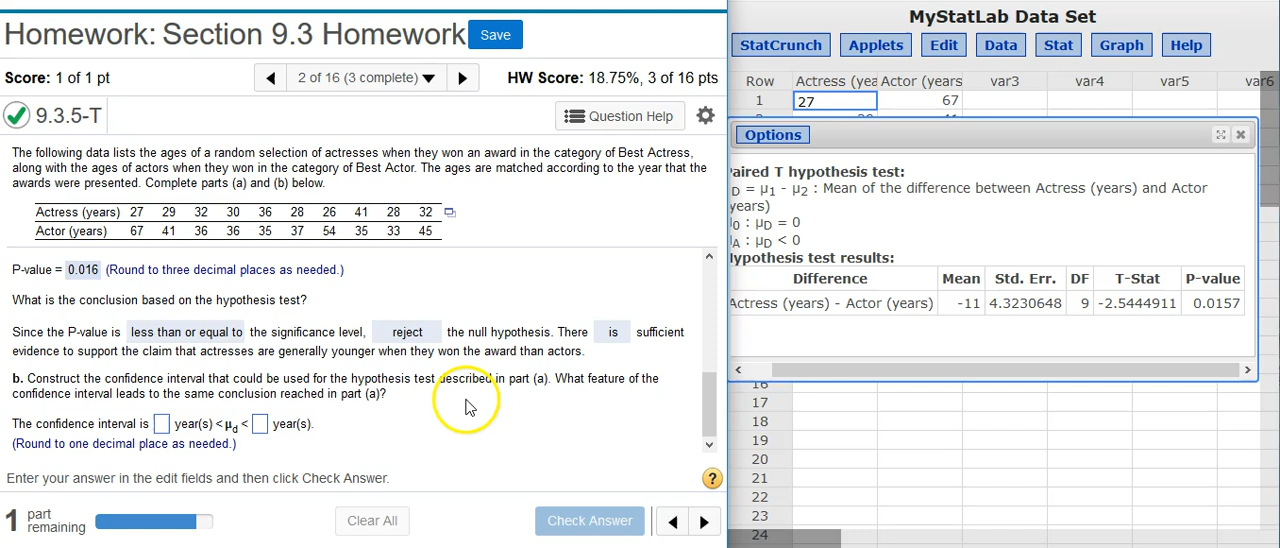 Homework: Section 9.3 Homework Save
Score: 1 of 1 pt
2 of 16 (3 complete)
HW Score: 18.75%, 3 of 16 pts
9.3.5-T
Question Help
The following data lists the ages of a random selection of actresses when they won an award in the category of Best Actress,
along with the ages of actors when they won in the category of Best Actor. The ages are matched according to the year that the
awards were presented. Complete parts (a) and (b) below.
Actress (years) 27 29 32 30 36 28 26 41 28 32
Actor (years) 67 41 36 36 35 37 54 35 33 45
P-value = 0.016 (Round to three decimal places as needed.)
What is the conclusion based on the hypothesis test?
Since the P-value is less than or equal to the significance level, reject the null hypothesis. There is sufficient
evidence to support the claim that actresses are generally younger when they won the award than actors.
b. Construct the confidence interval that could be used for the hypothesis test described in part (a). What feature of the
confidence interval leads to the same conclusion reached in part (a)?
The confidence interval is year(s) < μd < year(s).
(Round to one decimal place as needed.)
Enter your answer in the edit fields and then click Check Answer.
?
1 part remaining
Clear All
Check Answer
MyStatLab Data Set
StatCrunch Applets Edit Data Stat Graph Help
Row Actress (yea Actor (years var3 var4 var5 var6
1 27 67
Options
aired T hypothesis test:
D = μ1 - μ2 : Mean of the difference between Actress (years) and Actor
years)
0 : μD = 0
A : μD < 0
ypothesis test results:
Difference Mean Std. Err. DF T-Stat P-value
Actress (years) - Actor (years) -11 4.3230648 9 -2.5444911 0.0157
16
17
18
19
20
21
22
23
24